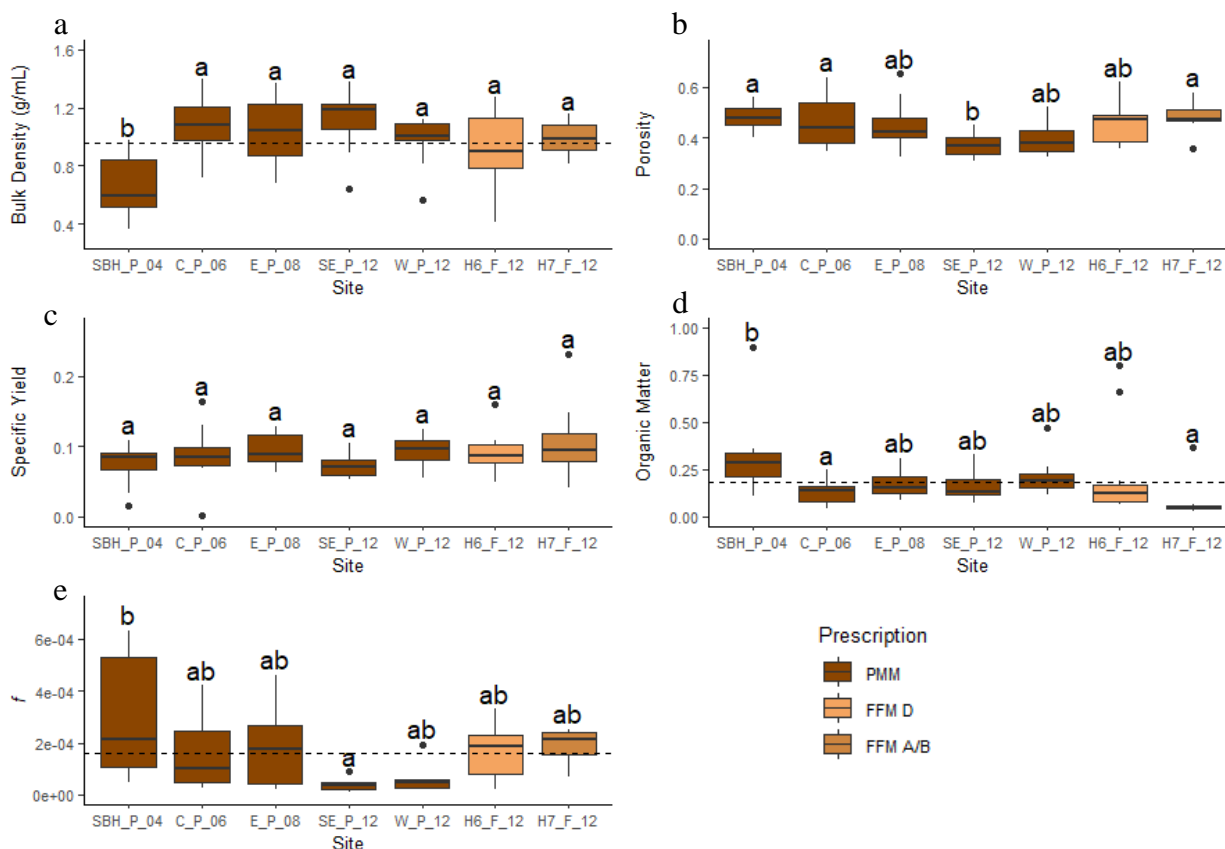 a
b
Bulk Density (g/mL)
1.6
1.2
0.8
0.4
b
a
a
a
a
a
a
SBH_P_04 C_P_06 E_P_08 SE_P_12 W_P_12 H6_F_12 H7_F_12
Site
Porosity
0.6
0.4
0.2
0.0
a
a
ab
b
ab
ab
a
SBH_P_04 C_P_06 E_P_08 SE_P_12 W_P_12 H6_F_12 H7_F_12
Site
c
d
Specific Yield
0.2
0.1
0.0
a
a
a
a
a
a
a
SBH_P_04 C_P_06 E_P_08 SE_P_12 W_P_12 H6_F_12 H7_F_12
Site
Organic Matter
1.00
0.75
0.50
0.25
0.00
b
a
ab
ab
ab
ab
a
SBH_P_04 C_P_06 E_P_08 SE_P_12 W_P_12 H6_F_12 H7_F_12
Site
e
f
6e-04
4e-04
2e-04
0e+00
b
ab
ab
a
ab
ab
ab
SBH_P_04 C_P_06 E_P_08 SE_P_12 W_P_12 H6_F_12 H7_F_12
Site
Prescription
PMM
FFM D
FFM A/B